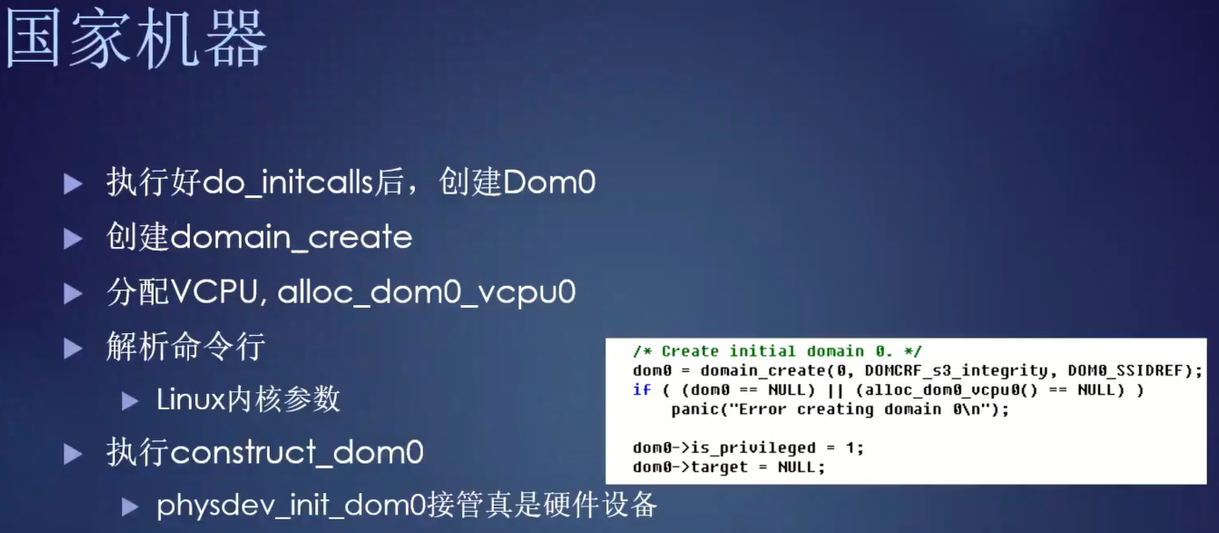 国家机器
执行好do_initcalls后，创建Dom0
创建domain_create
分配VCPU, alloc_dom0_vcpu0
解析命令行
Linux内核参数
执行construct_dom0
physdev_init_dom0接管真是硬件设备
/* Create initial domain 0. */
dom0 = domain_create(0, DOMCRF_s3_integrity, DOM0_SSIDREF);
if ( (dom0 == NULL) || (alloc_dom0_vcpu0() == NULL) )
panic("Error creating domain 0\n");
dom0->is_privileged = 1;
dom0->target = NULL;